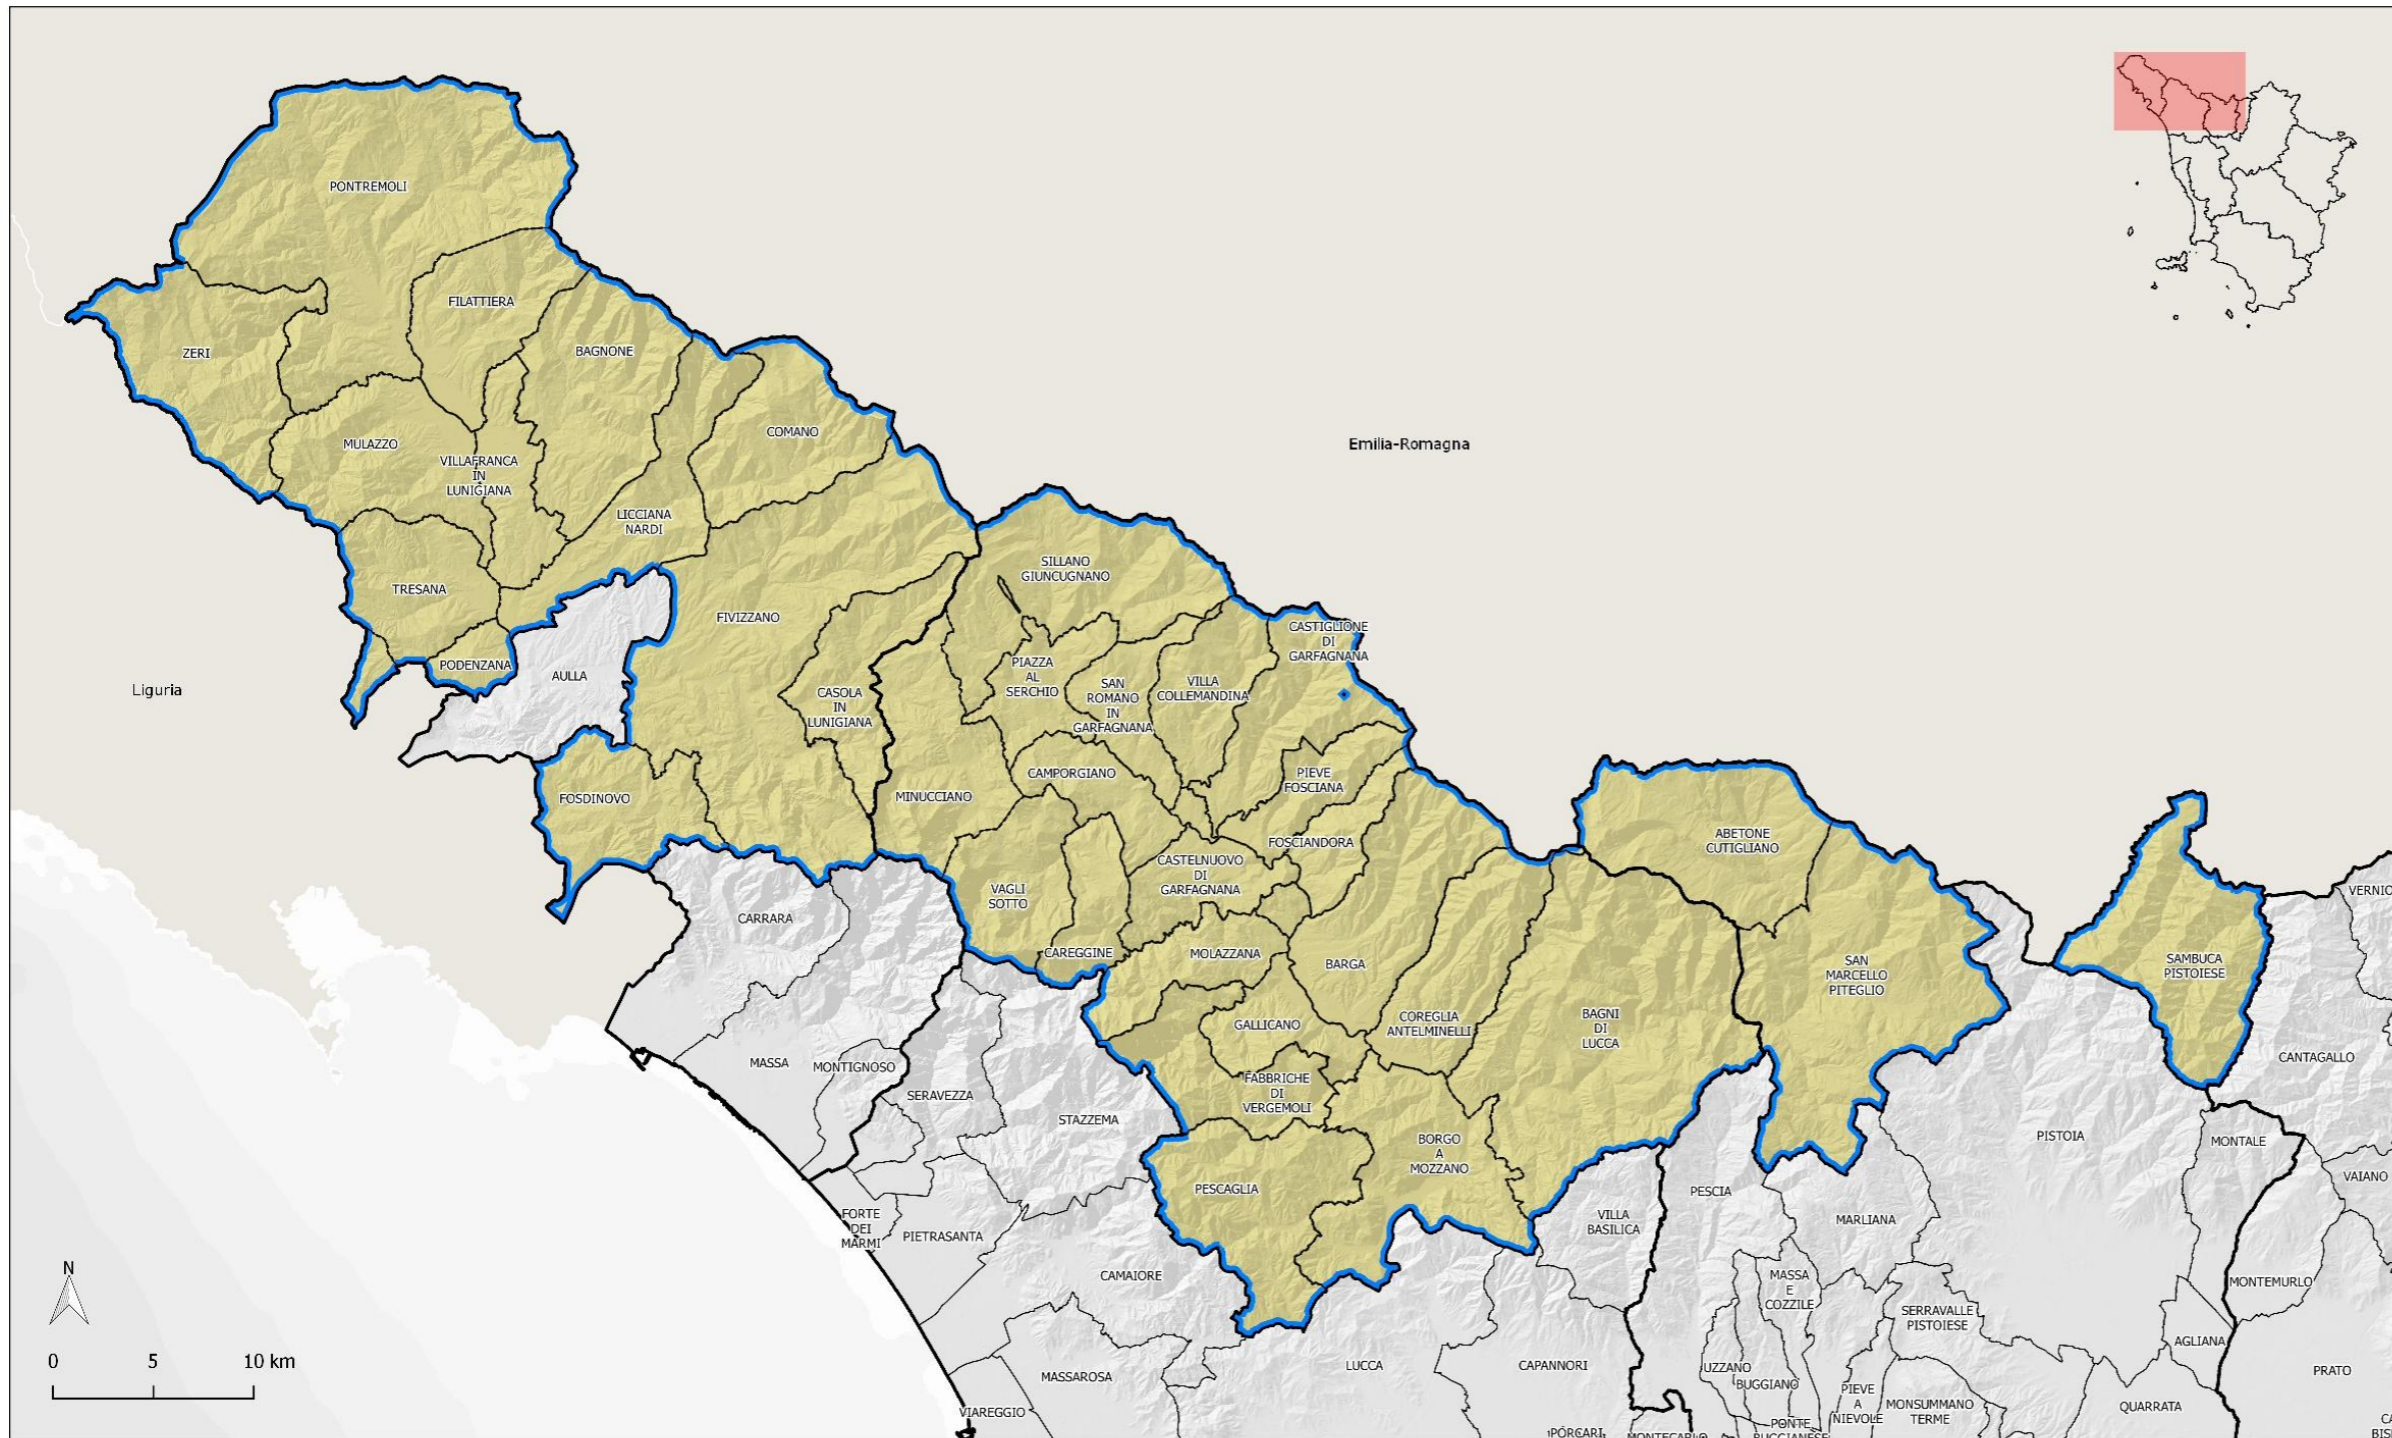 PONTREMOLI
FILATTIERA
ZERI
BAGNONE
MULAZZO
COMANO
VILLAFRANCA
IN
LUNIGIANA
Emilia-Romagna
LICCIANA
NARDI
TRESANA
SILLANO
GIUNCUGNANO
FIVIZZANO
CASTIGLIONE
DI
GARFAGNANA
PODENZANA
AULLA
Liguria
PIAZZA
AL
SERCHIO
SAN
ROMANO
IN
GARFAGNANA
VILLA
COLLEMANDINA
CASOLA
IN
LUNIGIANA
CAMPORGIANO
PIEVE
FOSCIANA
FOSDINOVO
MINUCCIANO
FOSCIANDORA
ABETONE
CUTIGLIANO
CASTELNUOVO
DI
GARFAGNANA
VAGLI
SOTTO
VERNIO
CARRARA
CAREGGINE
MOLAZZANA
BARGA
SAN
MARCELLO
PITEGLIO
SAMBUCA
PISTOIESE
GALLICANO
COREGLIA
ANTELMINELLI
BAGNI
DI
LUCCA
CANTAGALLO
MASSA
MONTIGNOSO
SERAVEZZA
FABBRICHE
DI
VERGEMOLI
STAZZEMA
BORGO
A
MOZZANO
PISTOIA
MONTALE
VAIANO
PESCAGLIA
PESCIA
FORTE
DEI
MARMI
PIETRASANTA
VILLA
BASILICA
MARLIANA
CAMAIORE
MASSA
E
COZZILE
MONTEMURLO
N
SERRAVALLE
PISTOIESE
AGLIANA
0 5 10 km
MASSAROSA
LUCCA
CAPANNORI
UZZANO
BUGGIANO
PRATO
VIAREGGIO
PIEVE
A
NIEVOLE
MONSUMMANO
TERME
QUARRATA
PORCARI
MONTECARLO
PONTE
BUGGIANESE